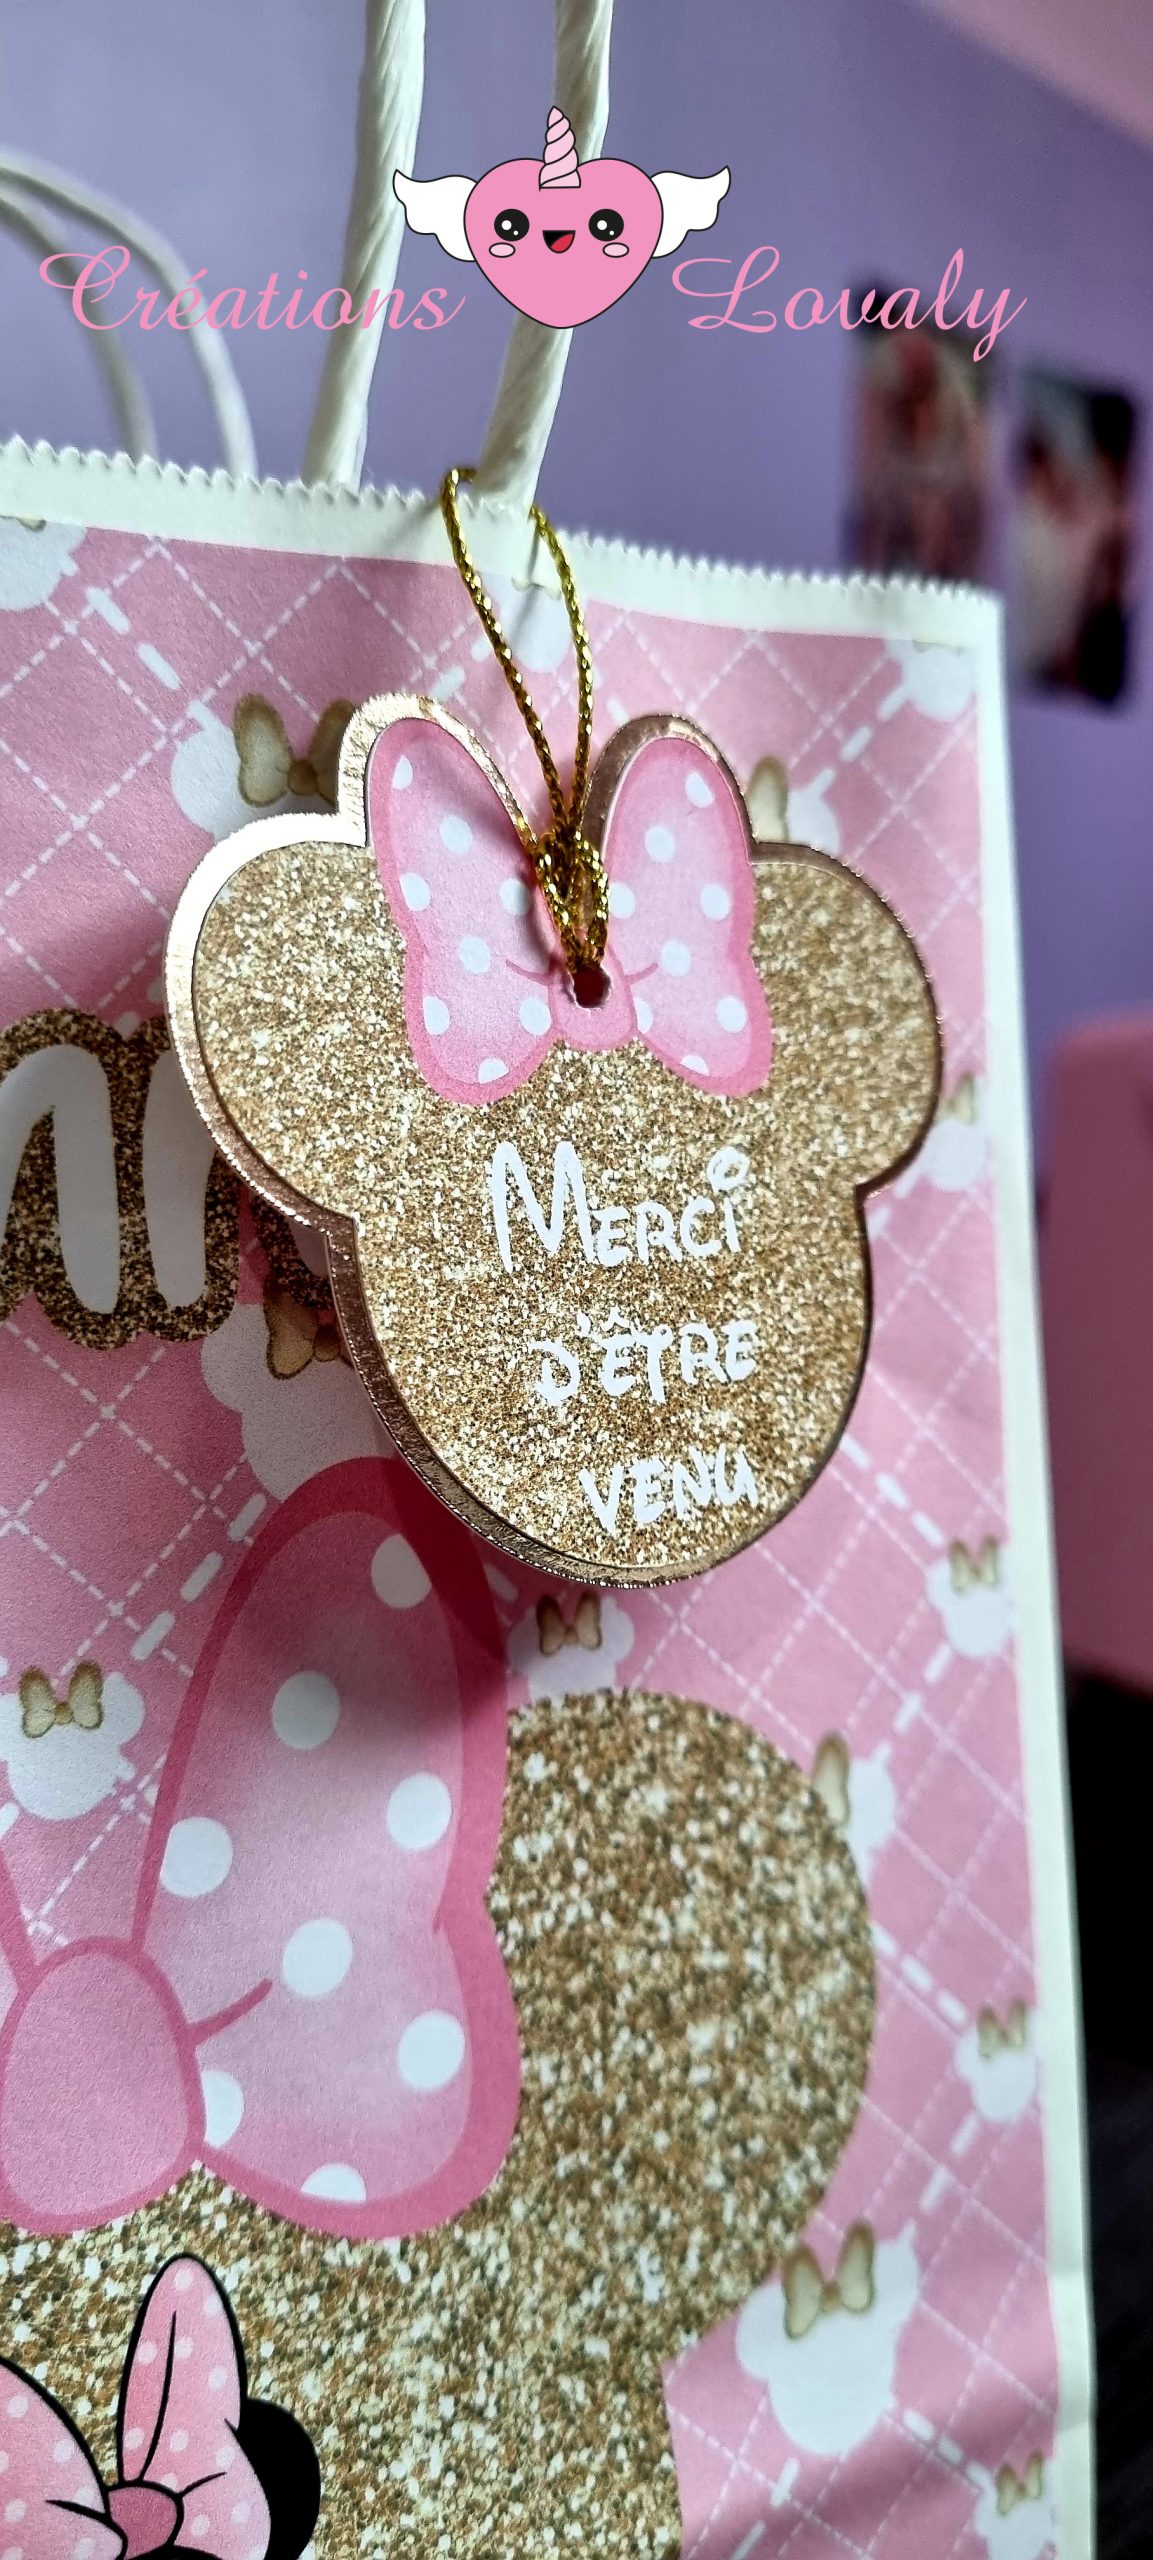 Créations Lovaly
MERCi
D'ÊTRE
VENU